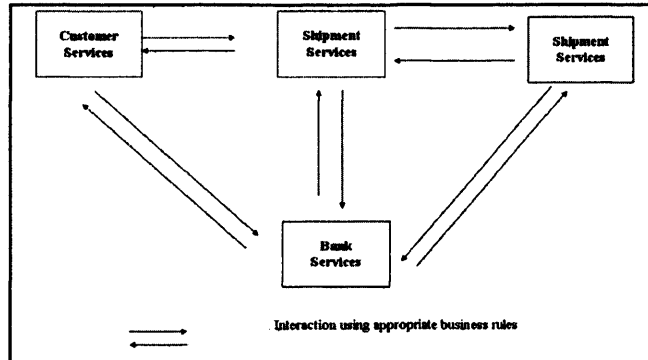 Customer
Services
Shipment
Services
Shipment
Services
Bank
Services
Interaction using appropriate business rules